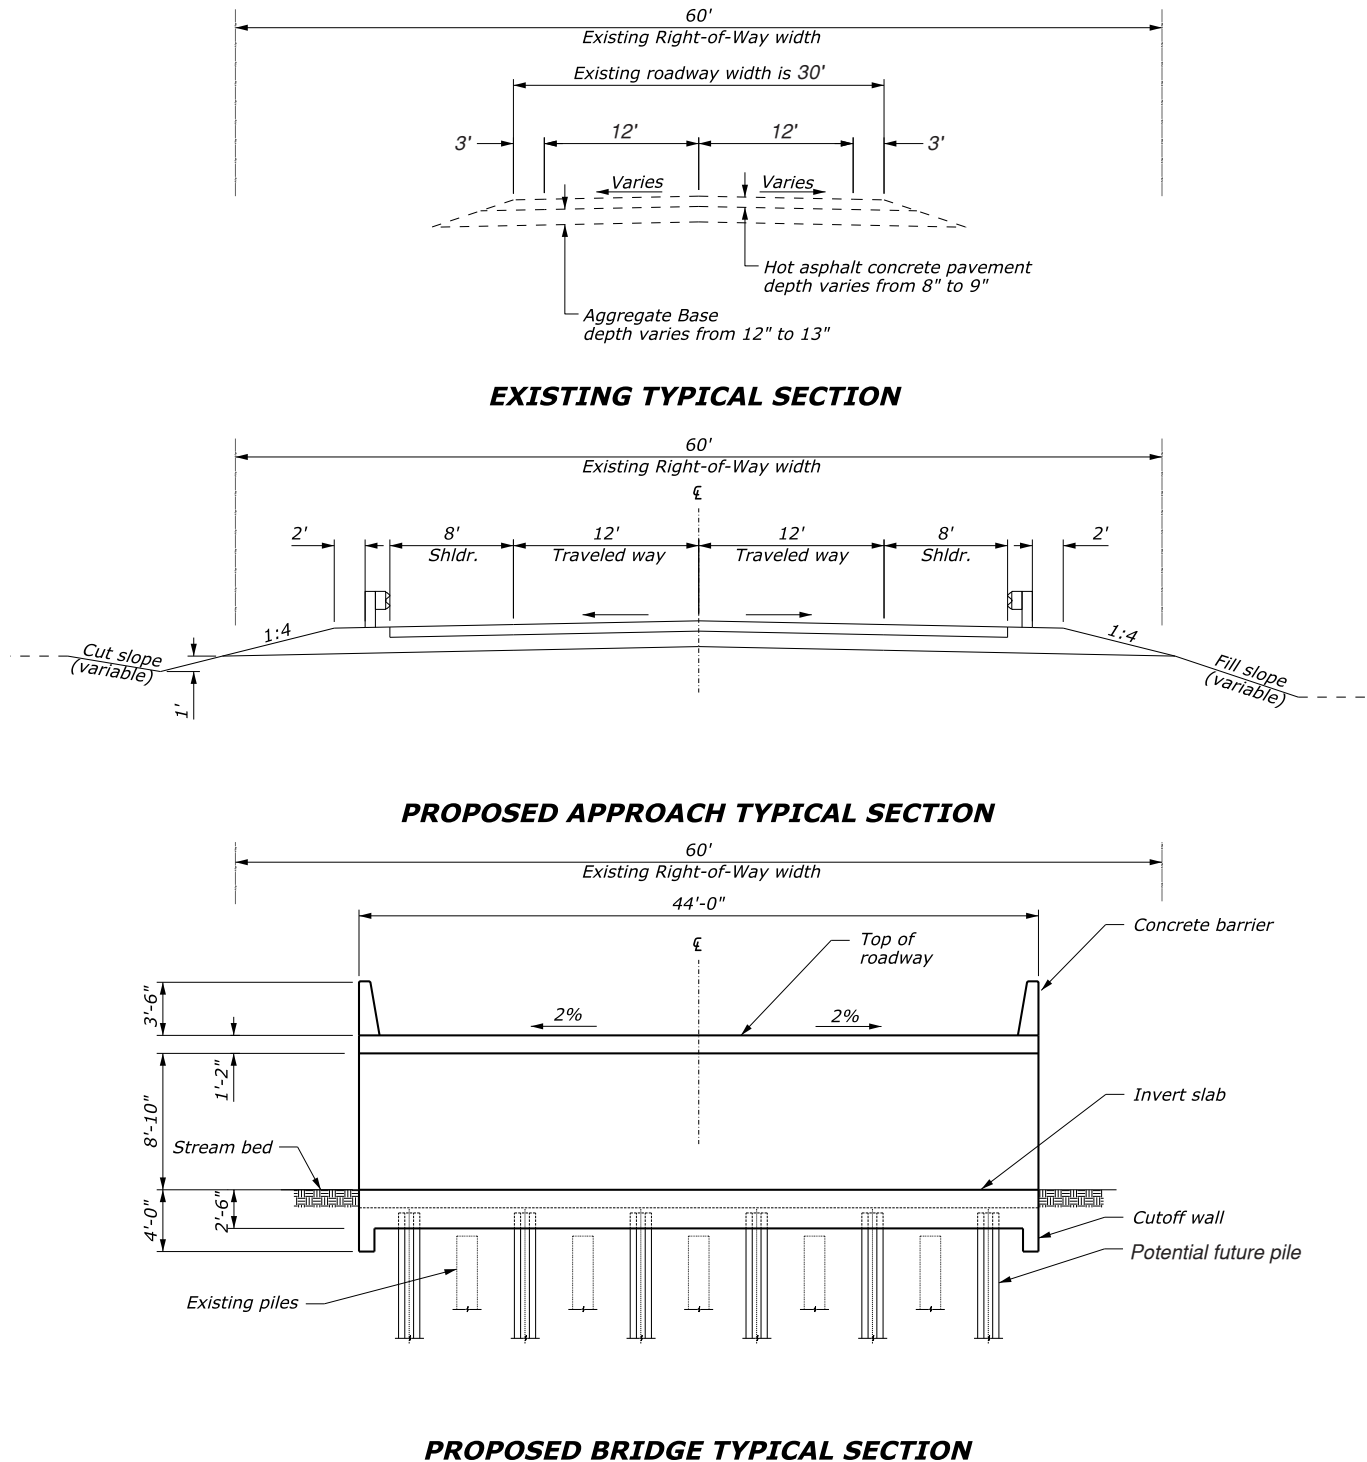 60'
Existing Right-of-Way width
Existing roadway width is 30'
3'
12'
12'
3'
Varies
Varies
Hot asphalt concrete pavement
depth varies from 8" to 9"
Aggregate Base
depth varies from 12" to 13"
EXISTING TYPICAL SECTION
60'
Existing Right-of-Way width
℄
2'
8'
Shldr.
12'
Traveled way
12'
Traveled way
8'
Shldr.
2'
1:4
1:4
Cut slope
(variable)
Fill slope
(variable)
1'
PROPOSED APPROACH TYPICAL SECTION
60'
Existing Right-of-Way width
44'-0"
Concrete barrier
℄
Top of
roadway
3'-6"
2%
2%
1'-2"
8'-10"
Invert slab
Stream bed
4'-0"
2'-6"
Cutoff wall
Potential future pile
Existing piles
PROPOSED BRIDGE TYPICAL SECTION